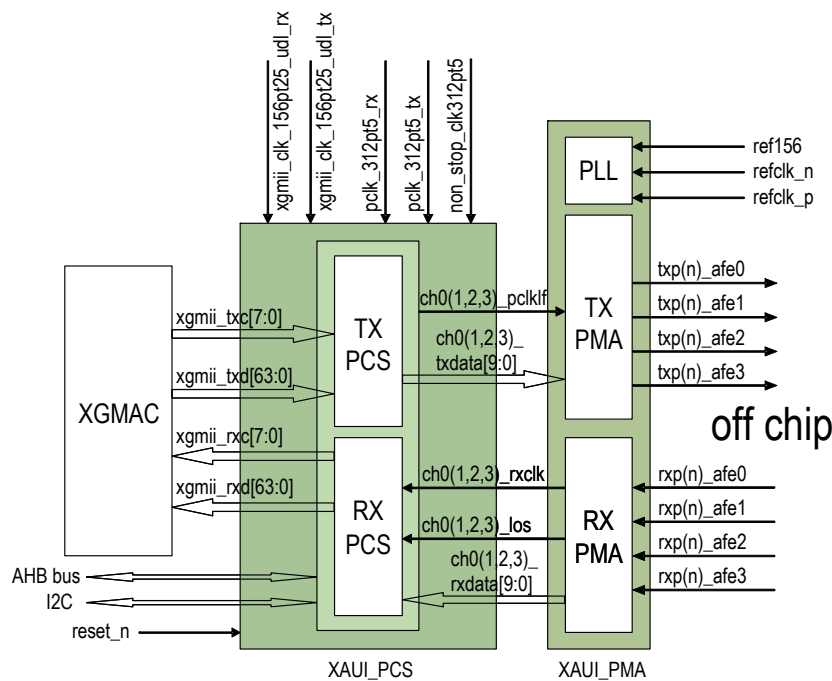 xgmii_clk_156pt25_udl_rx
xgmii_clk_156pt25_udl_tx
pclk_312pt5_rx
pclk_312pt5_tx
non_stop_clk312pt5
PLL
ref156
refclk_n
refclk_p
XGMAC
xgmii_txc[7:0]
xgmii_txd[63:0]
xgmii_rxc[7:0]
xgmii_rxd[63:0]
TX
PCS
ch0(1,2,3)_pclklf
ch0(1,2,3)_
txdata[9:0]
TX
PMA
txp(n)_afe0
txp(n)_afe1
txp(n)_afe2
txp(n)_afe3
off chip
RX
PCS
ch0(1,2,3)_rxclk
ch0(1,2,3)_los
ch0(1,2,3)_
rxdata[9:0]
RX
PMA
rxp(n)_afe0
rxp(n)_afe1
rxp(n)_afe2
rxp(n)_afe3
AHB bus
I2C
reset_n
XAUI_PCS
XAUI_PMA